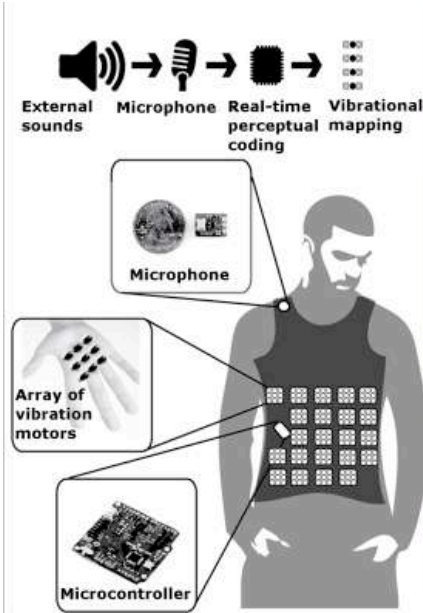 External sounds
Microphone
Real-time perceptual coding
Vibrational mapping
Microphone
Array of vibration motors
Microcontroller